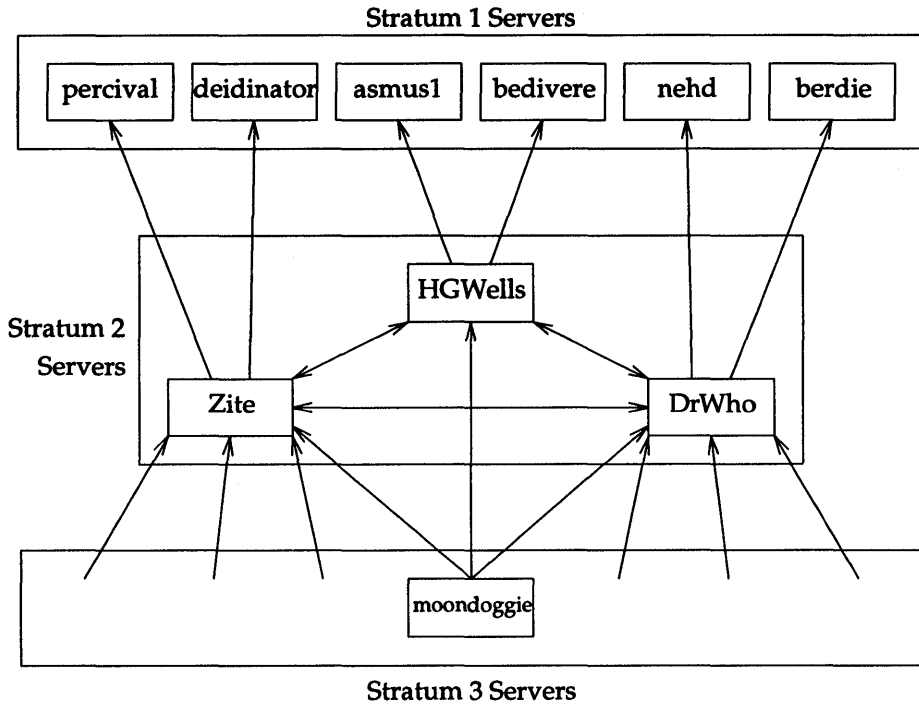 Stratum 1 Servers
percival
deidinator
asmus1
bedivere
nehd
berdie
HGWells
Stratum 2
Servers
Zite
DrWho
moondoggie
Stratum 3 Servers